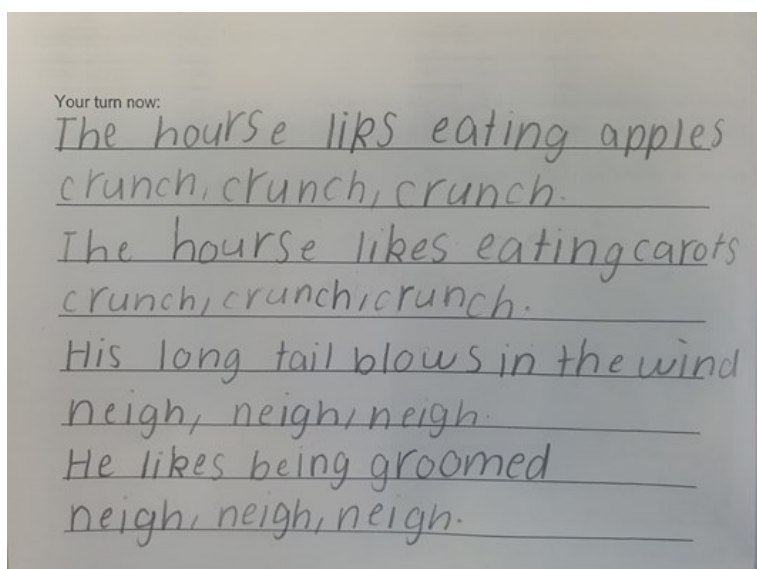 Your turn now:
The hourse liks eating apples
crunch, crunch, crunch.
The hourse likes eating carots
crunch, crunch, crunch.
His long tail blows in the wind
neigh, neigh, neigh.
He likes being groomed
neigh, neigh, neigh.